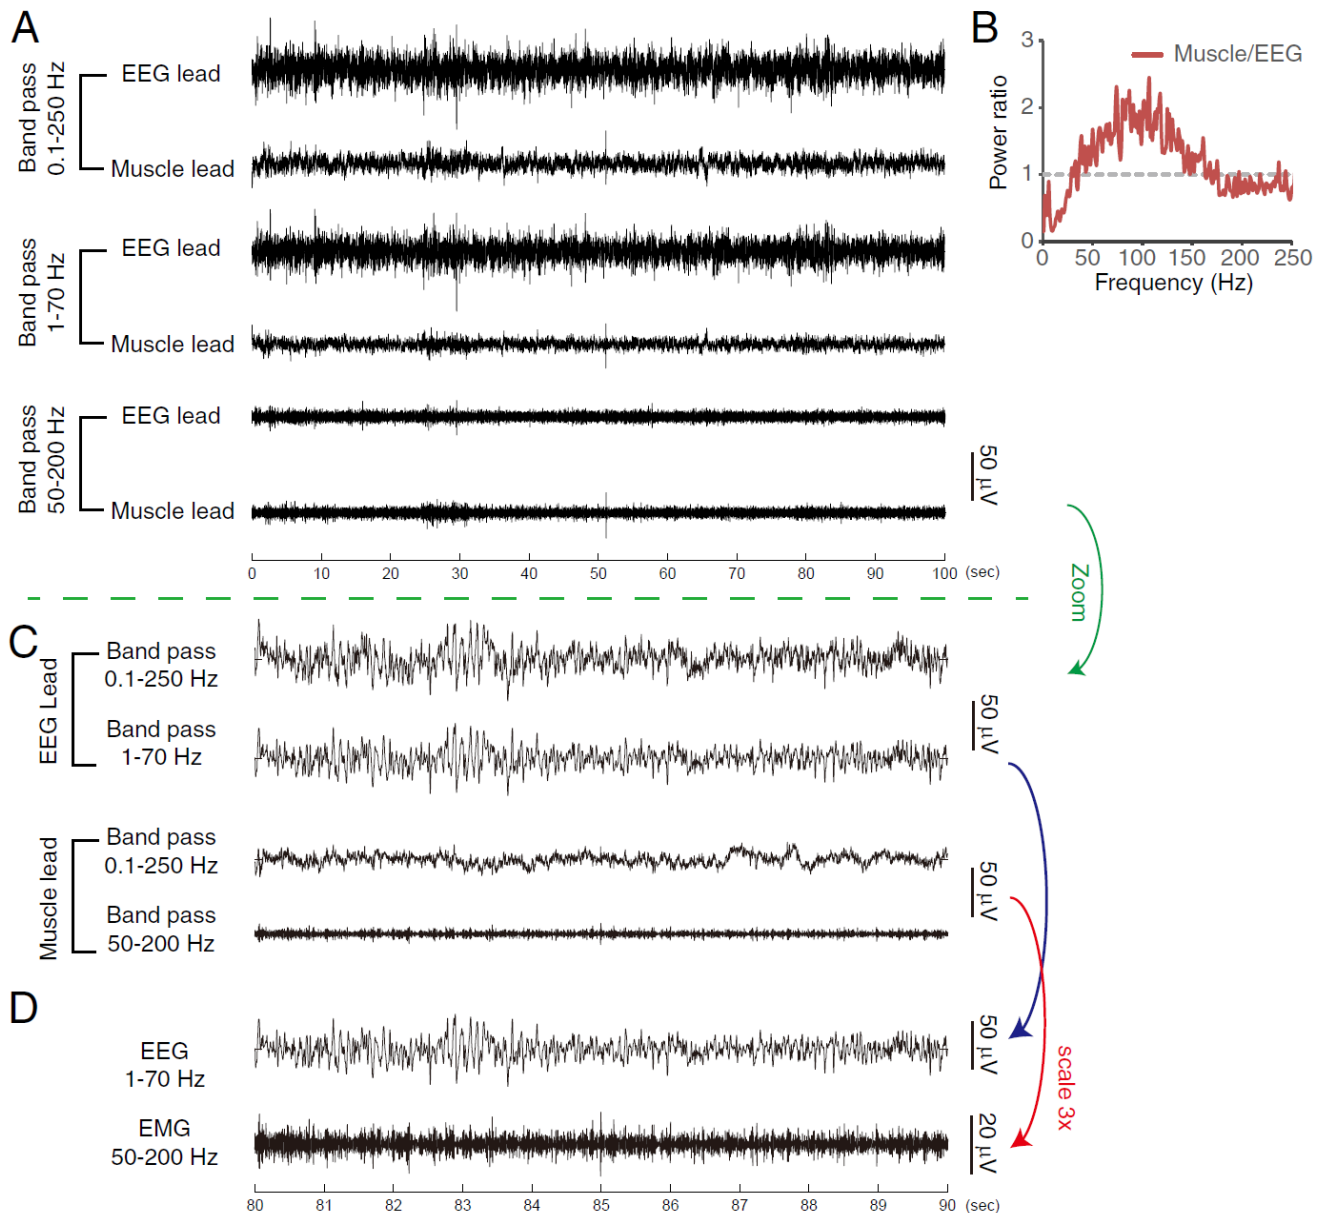 A
Band pass
0.1-250 Hz
EEG lead
Muscle lead
Band pass
1-70 Hz
EEG lead
Muscle lead
Band pass
50-200 Hz
EEG lead
Muscle lead
50 μV
0 10 20 30 40 50 60 70 80 90 100 (sec)
B
Muscle/EEG
Power ratio
3
2
1
0
0 50 100 150 200 250
Frequency (Hz)
Zoom
C
EEG Lead
Band pass
0.1-250 Hz
Band pass
1-70 Hz
50 μV
Muscle lead
Band pass
0.1-250 Hz
Band pass
50-200 Hz
50 μV
D
EEG
1-70 Hz
50 μV
EMG
50-200 Hz
20 μV
scale 3x
80 81 82 83 84 85 86 87 88 89 90 (sec)